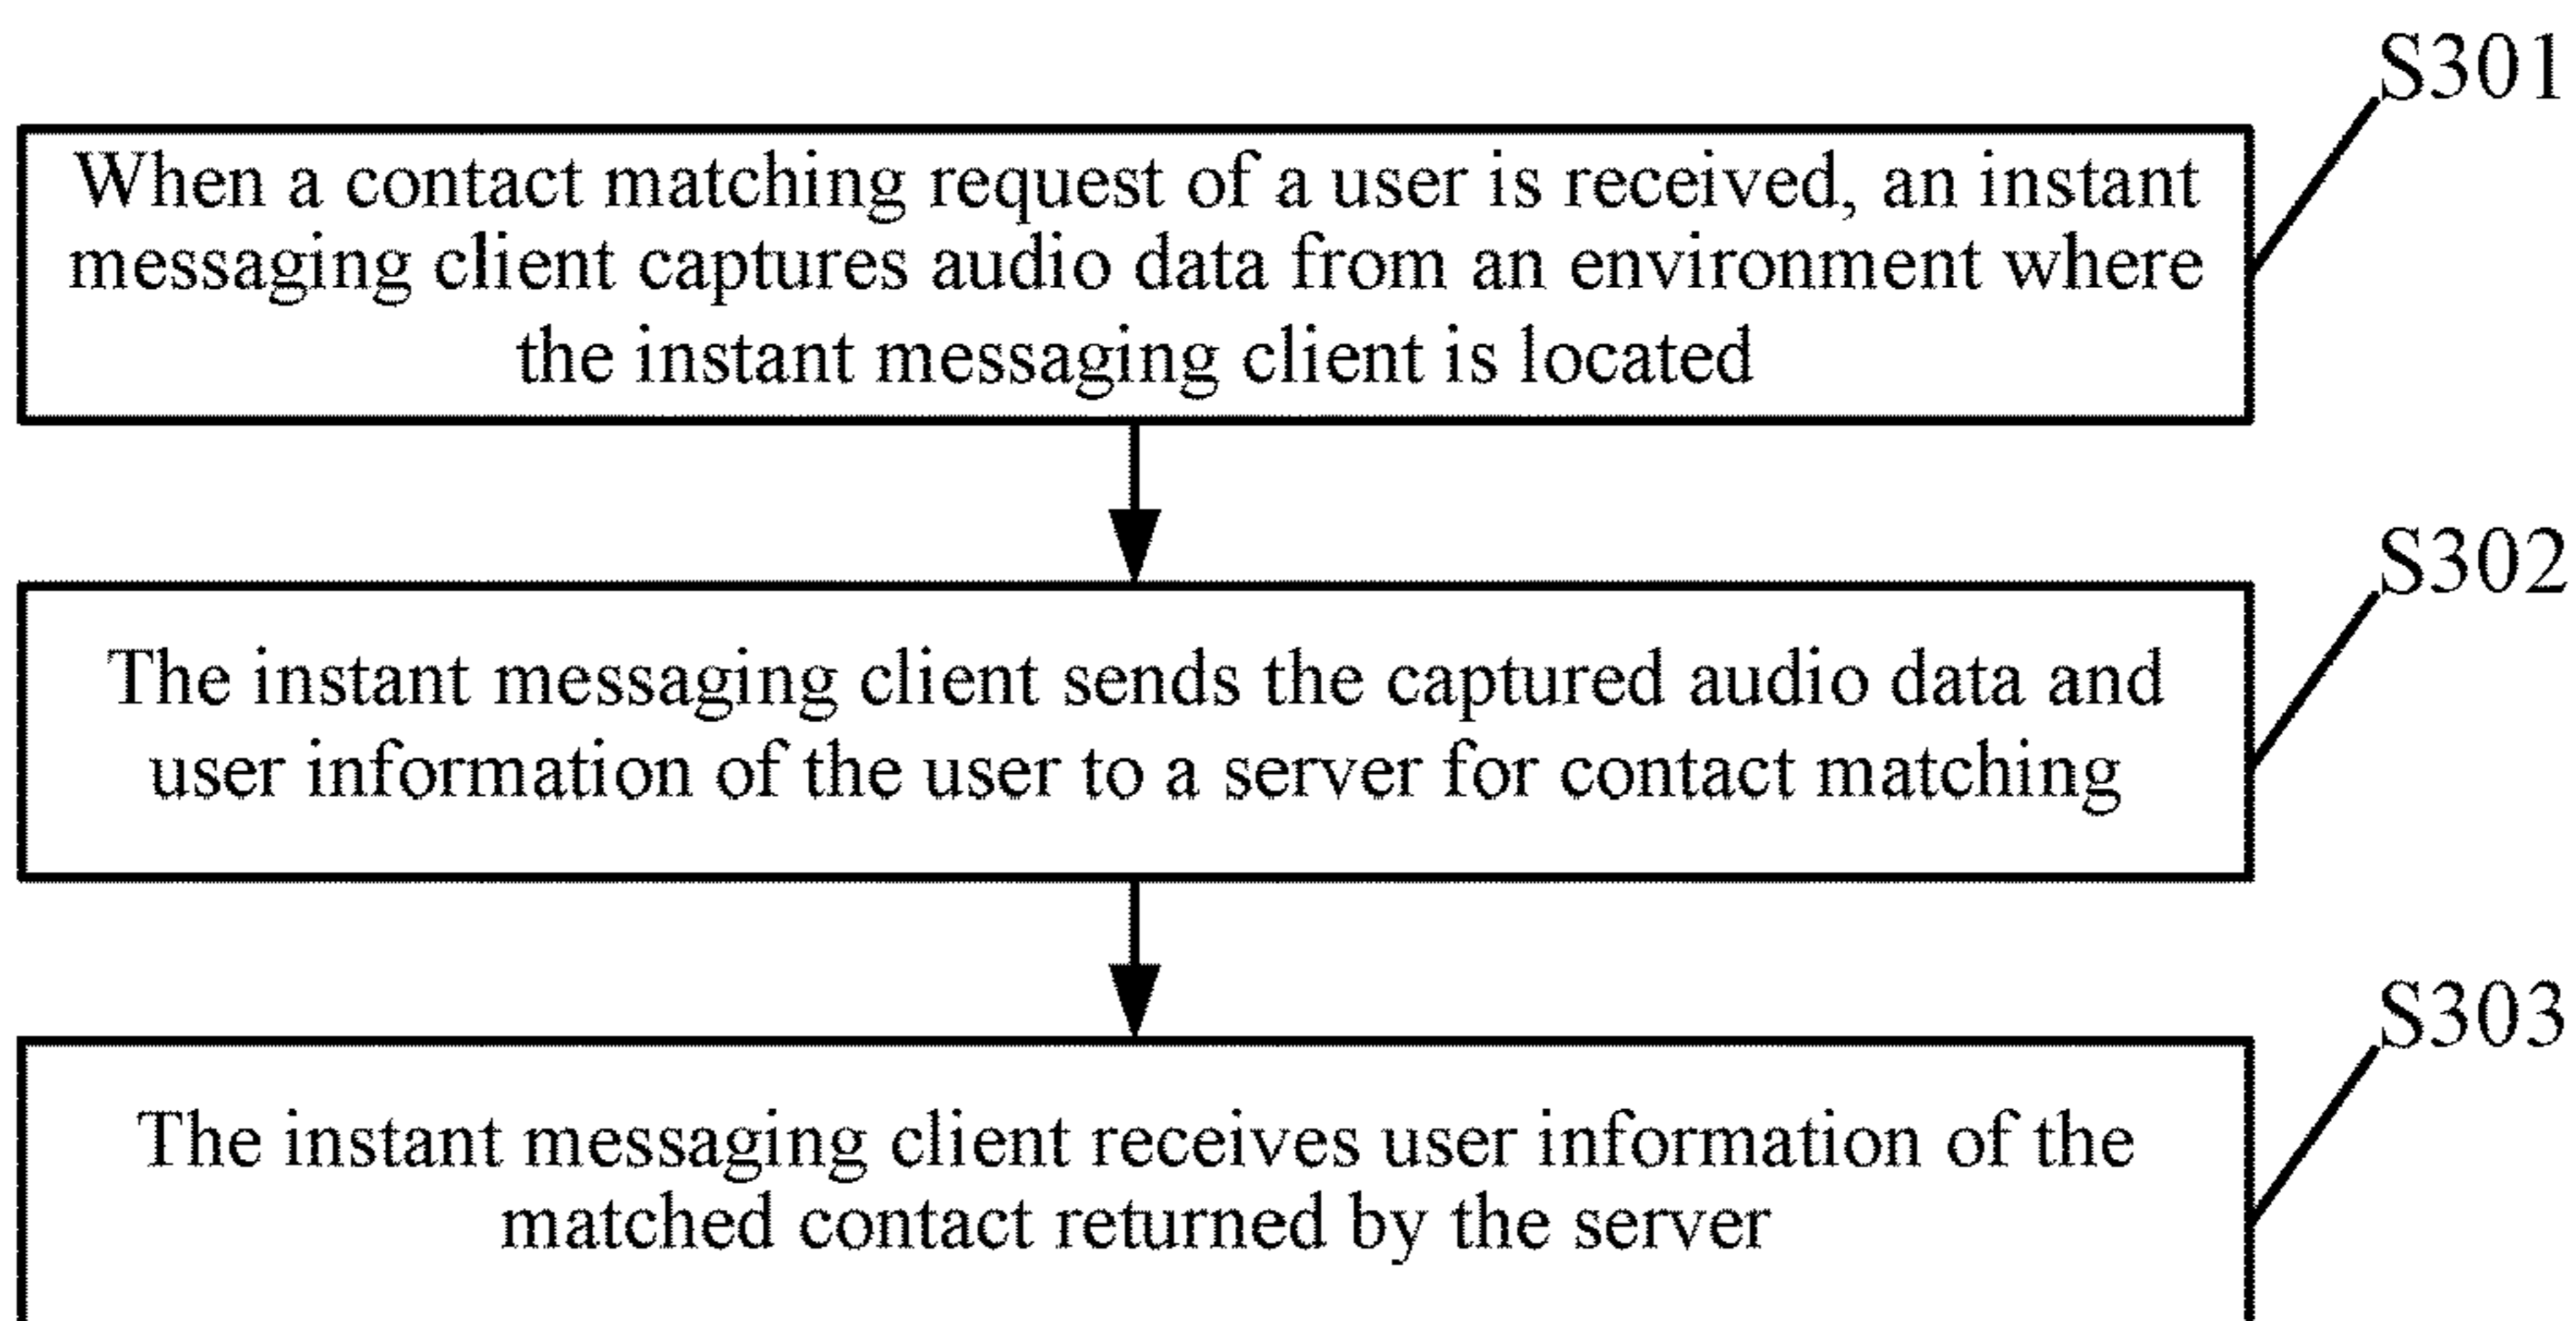 S301
When a contact matching request of a user is received, an instant
messaging client captures audio data from an environment where
the instant messaging client is located
S302
The instant messaging client sends the captured audio data and
user information of the user to a server for contact matching
S303
The instant messaging client receives user information of the
matched contact returned by the server